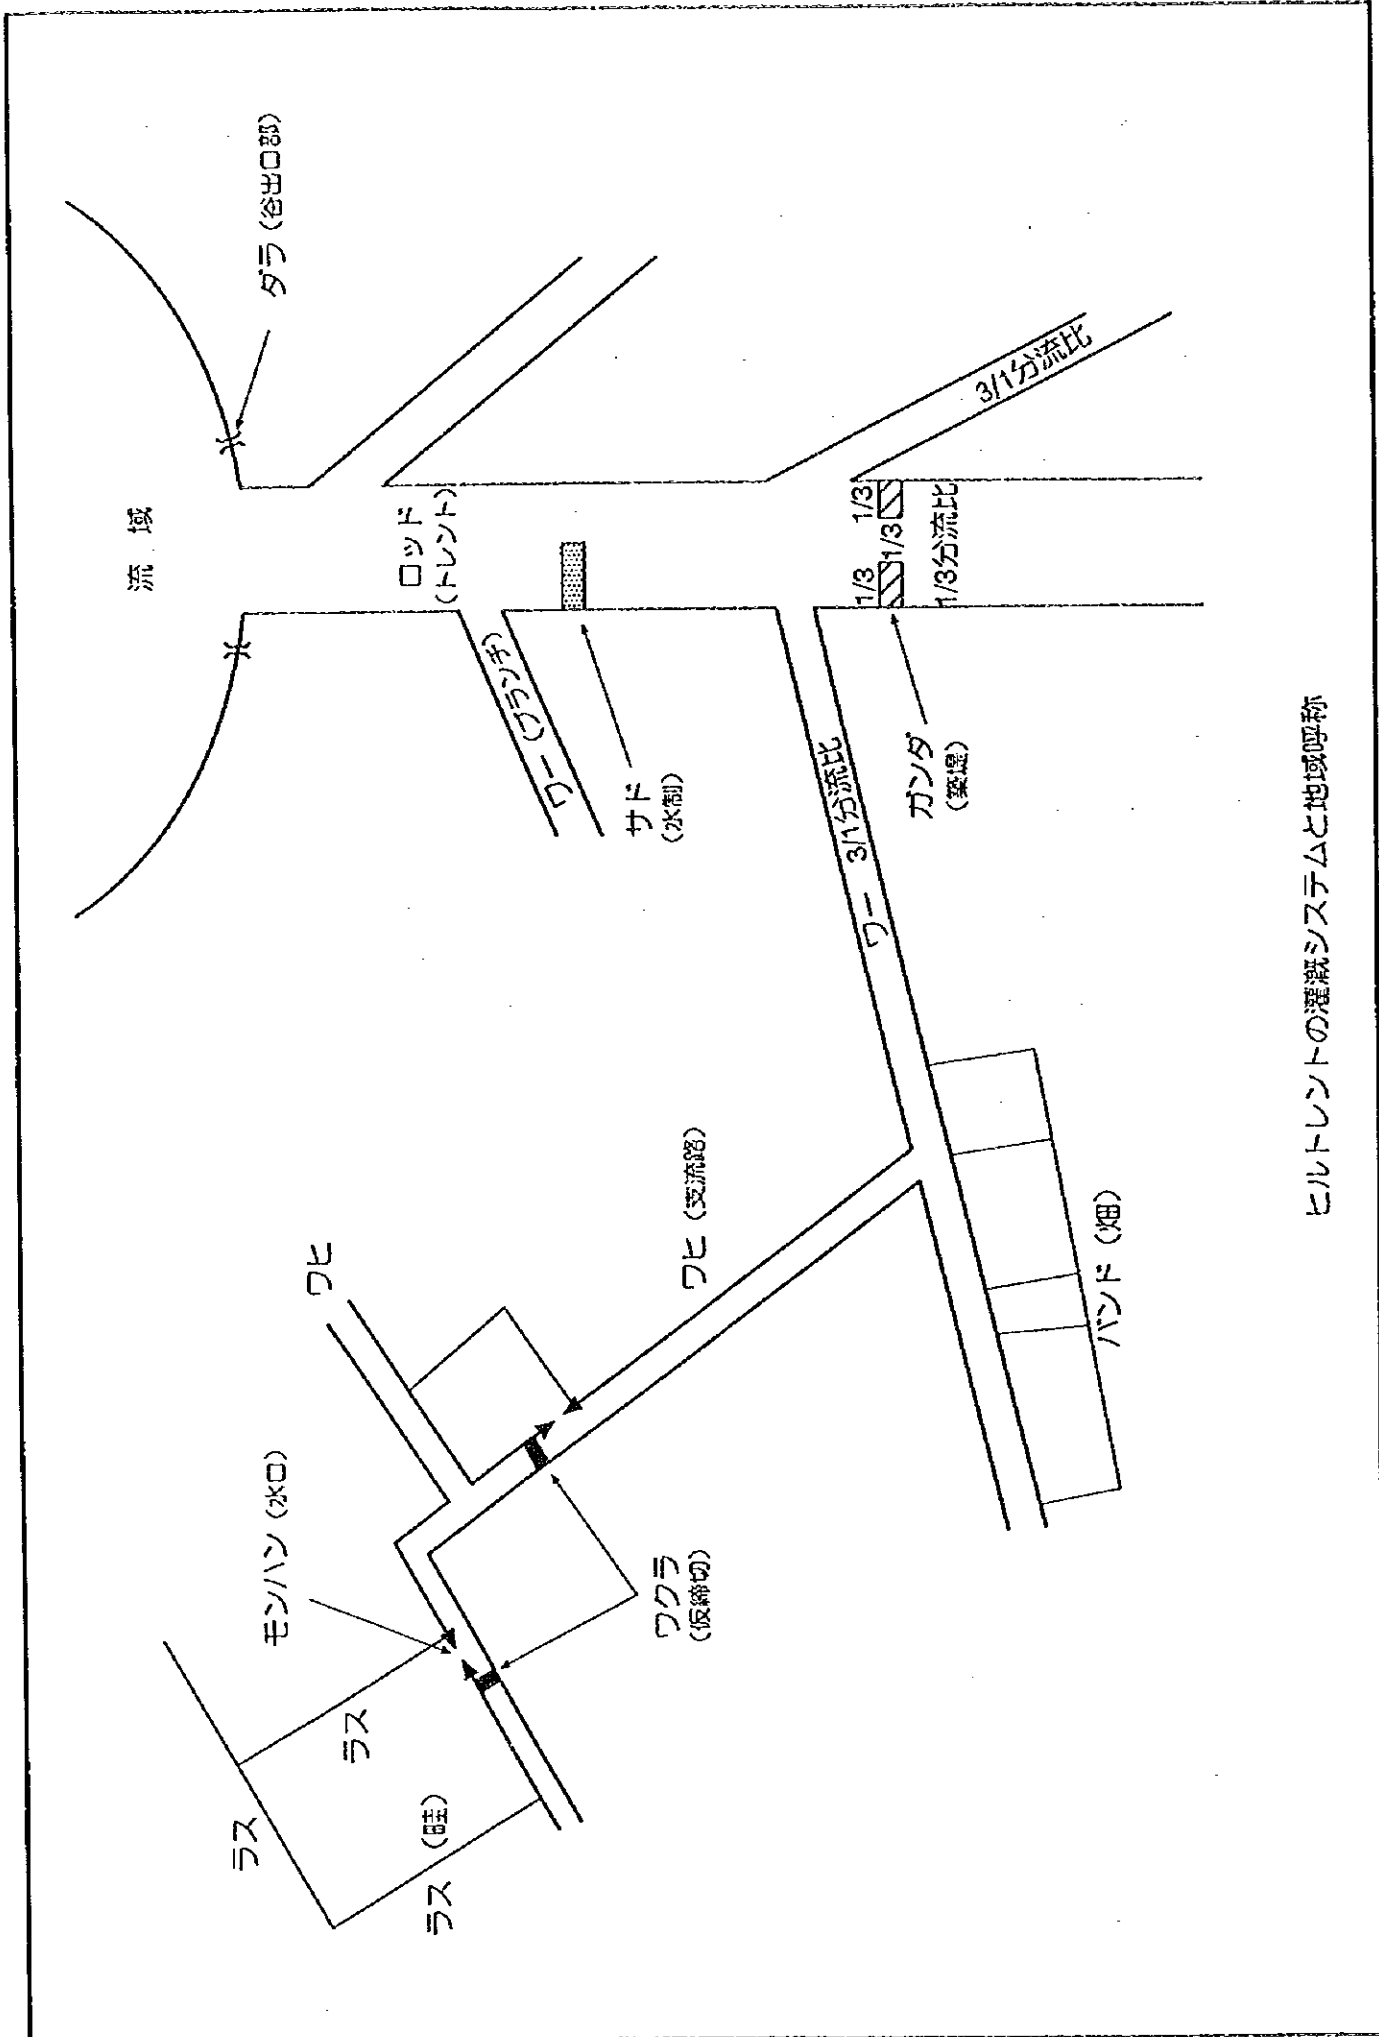 流域
ダラ (谷出口部)
ロッド
(トレント)
ワー (ブランチ)
サド
(水制)
3/1分流比
1/3
1/3
1/3
1/3分流比
ガンダ
(築堤)
ワー 3/1分流比
バンド (畑)
ワヒ (支流路)
ワヒ
モンハン (水口)
ワクラ
(仮締切)
ラス
ラス
ラス (畦)
ヒルトレントの灌漑システムと地域呼称